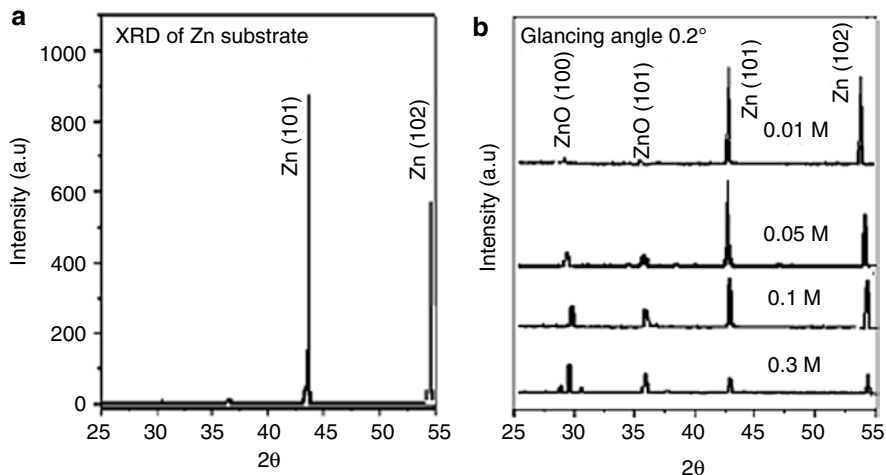 a
XRD of Zn substrate
1000
800
600
400
200
0
Intensity (a.u)
Zn (101)
Zn (102)
25 30 35 40 45 50 55
2θ
b
Glancing angle 0.2°
Intensity (a.u)
ZnO (100)
ZnO (101)
Zn (101)
Zn (102)
0.01 M
0.05 M
0.1 M
0.3 M
25 30 35 40 45 50 55
2θ